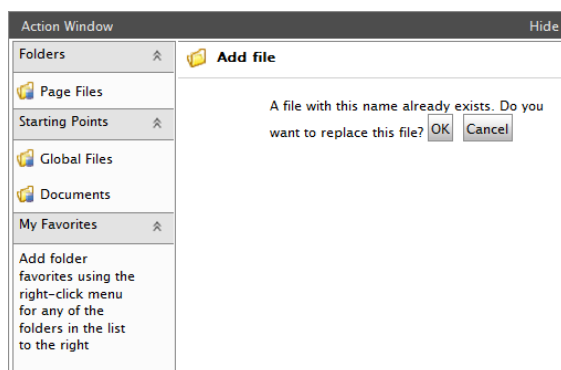 Action Window
Hide
Folders
Page Files
Starting Points
Global Files
Documents
My Favorites
Add folder
favorites using the
right-click menu
for any of the
folders in the list
to the right
Add file
A file with this name already exists. Do you
want to replace this file? OK Cancel